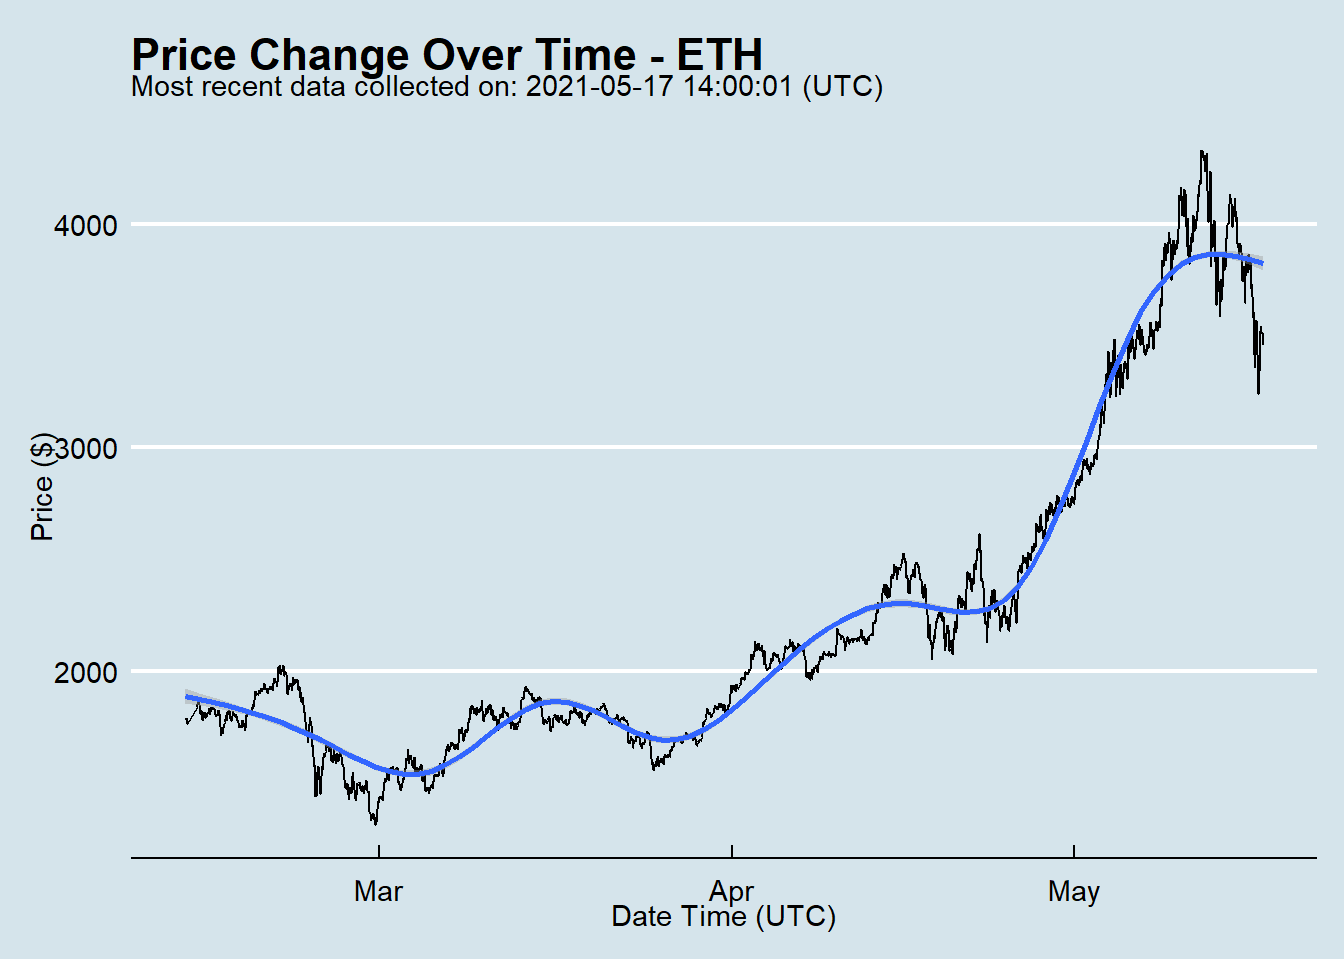 Price Change Over Time - ETH
Most recent data collected on: 2021-05-17 14:00:01 (UTC)
Price ($)
4000
3000
2000
Mar
Apr
May
Date Time (UTC)